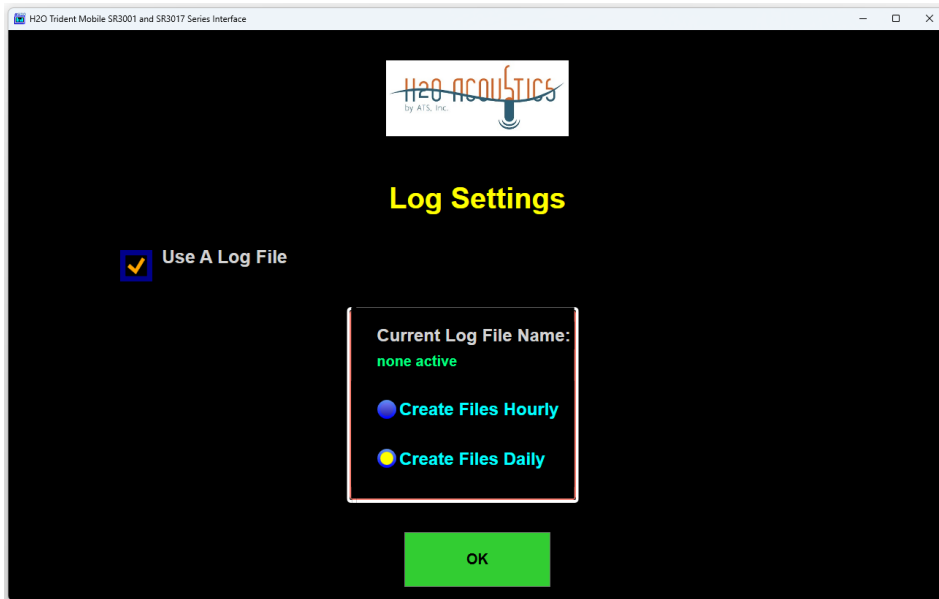 H2O Trident Mobile SR3001 and SR3017 Series Interface
H2O ACOUSTICS
by ATS, Inc.
Log Settings
Use A Log File
Current Log File Name:
none active
Create Files Hourly
Create Files Daily
OK